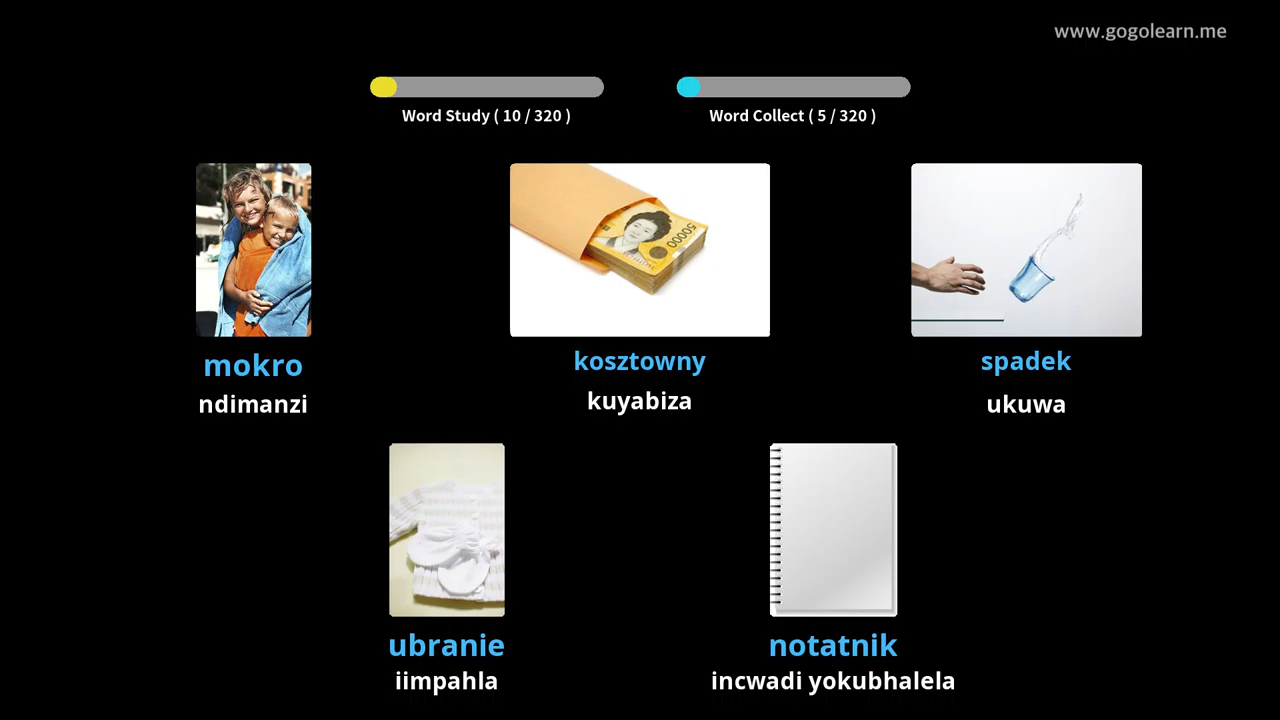 www.gogolearn.me
Word Study ( 10 / 320 )
Word Collect ( 5 / 320 )
50000
mokro
kosztowny
spadek
ndimanzi
kuyabiza
ukuwa
ubranie
notatnik
iimpahla
incwadi yokubhalela